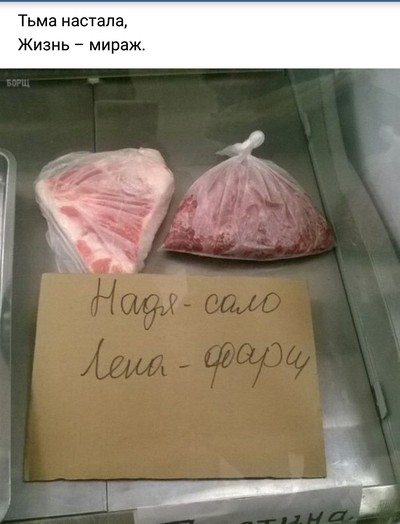 Тьма настала,
Жизнь – мираж.
БОРЩ
Надя - сало
Лена - фарш